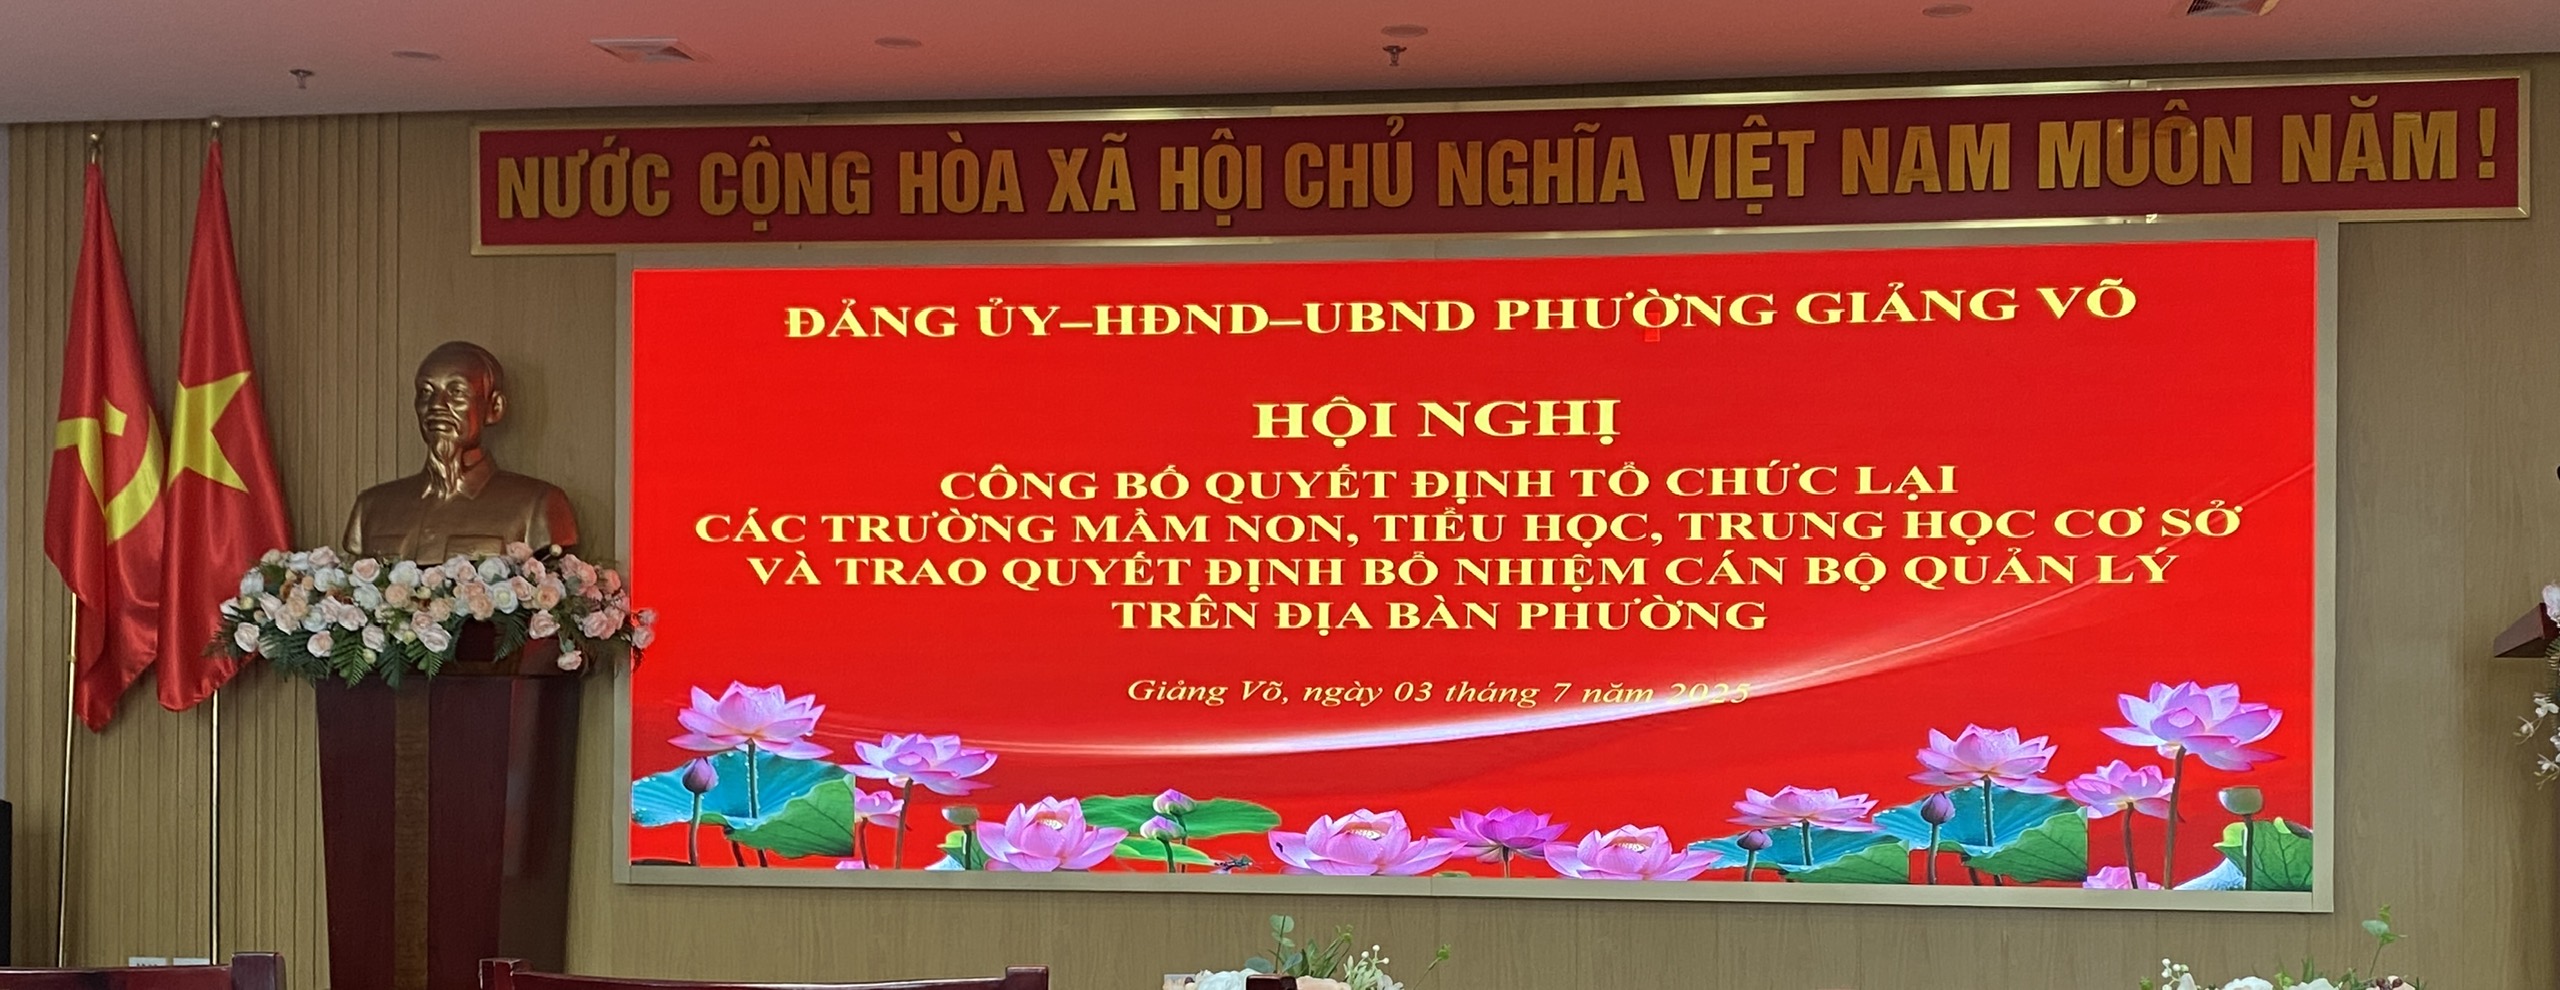 NƯỚC CỘNG HÒA XÃ HỘI CHỦ NGHĨA VIỆT NAM MUÔN NĂM !
ĐẢNG ỦY–HĐND–UBND PHƯỜNG GIẢNG VÕ
HỘI NGHỊ
CÔNG BỐ QUYẾT ĐỊNH TỔ CHỨC LẠI
CÁC TRƯỜNG MẦM NON, TIỂU HỌC, TRUNG HỌC CƠ SỞ
VÀ TRAO QUYẾT ĐỊNH BỔ NHIỆM CÁN BỘ QUẢN LÝ
TRÊN ĐỊA BÀN PHƯỜNG
Giảng Võ, ngày 03 tháng 7 năm 2025